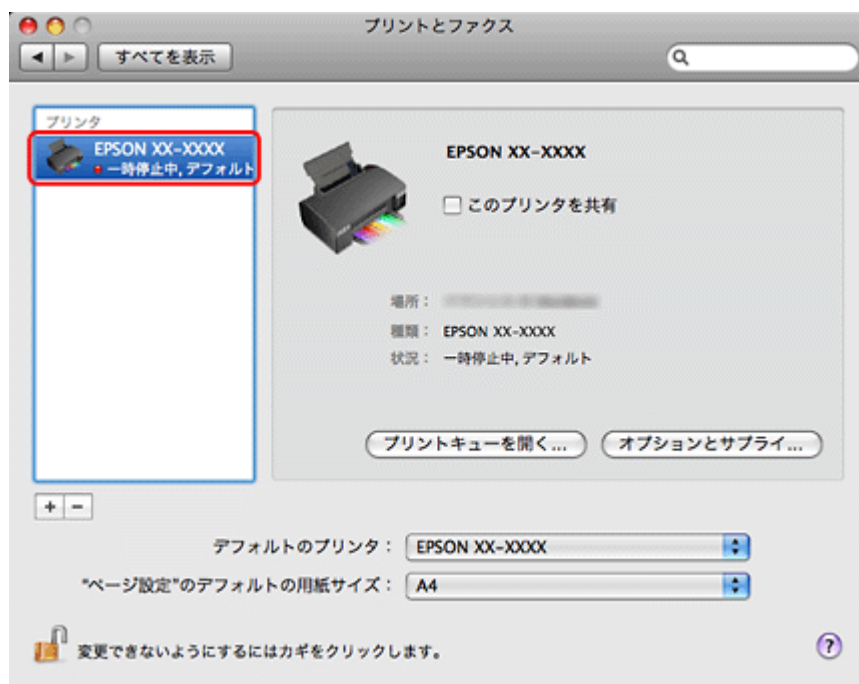 プリントとファクス
すべてを表示
プリンタ
EPSON XX-XXXX
一時停止中, デフォルト
EPSON XX-XXXX
このプリンタを共有
場所：
種類： EPSON XX-XXXX
状況： 一時停止中, デフォルト
プリントキューを開く...
オプションとサプライ...
+ -
デフォルトのプリンタ： EPSON XX-XXXX
"ページ設定"のデフォルトの用紙サイズ： A4
変更できないようにするにはカギをクリックします。
?